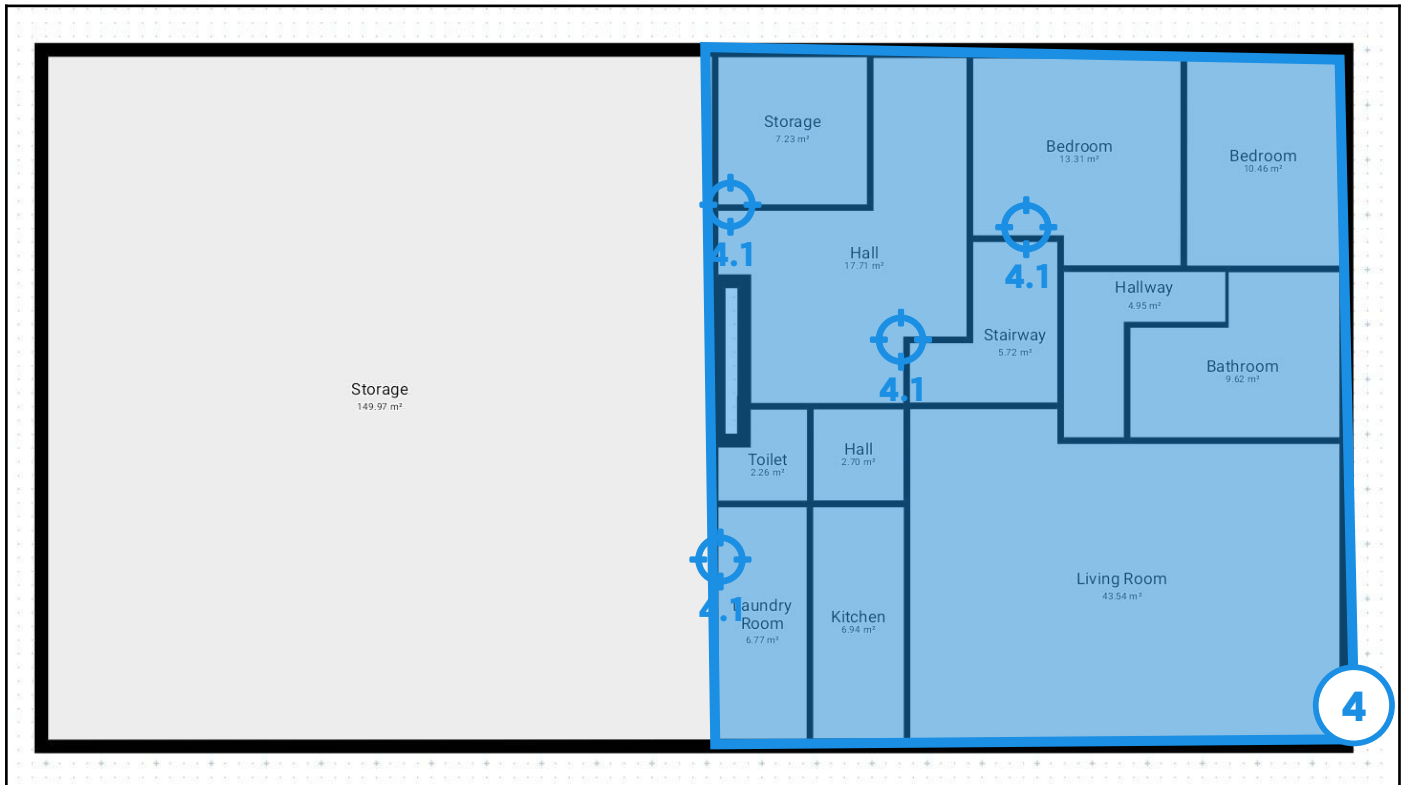 Storage
7.23 m²
Bedroom
13.31 m²
Bedroom
10.46 m²
4.1
Hall
17.71 m²
4.1
Hallway
4.95 m²
Stairway
5.72 m²
Bathroom
9.62 m²
Storage
149.97 m²
4.1
Toilet
2.26 m²
Hall
2.70 m²
Living Room
43.54 m²
4.1
Laundry
Room
6.77 m²
Kitchen
6.94 m²
4